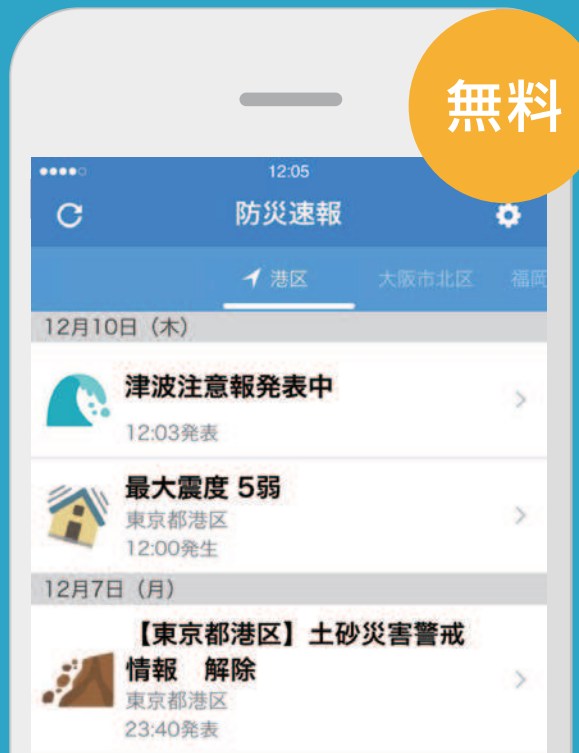 無料
12:05
防災速報
港区 大阪市北区 福岡
12月10日（木）
津波注意報発表中
12:03発表
最大震度 5弱
東京都港区
12:00発生
12月7日（月）
【東京都港区】土砂災害警戒
情報　解除
東京都港区
23:40発表